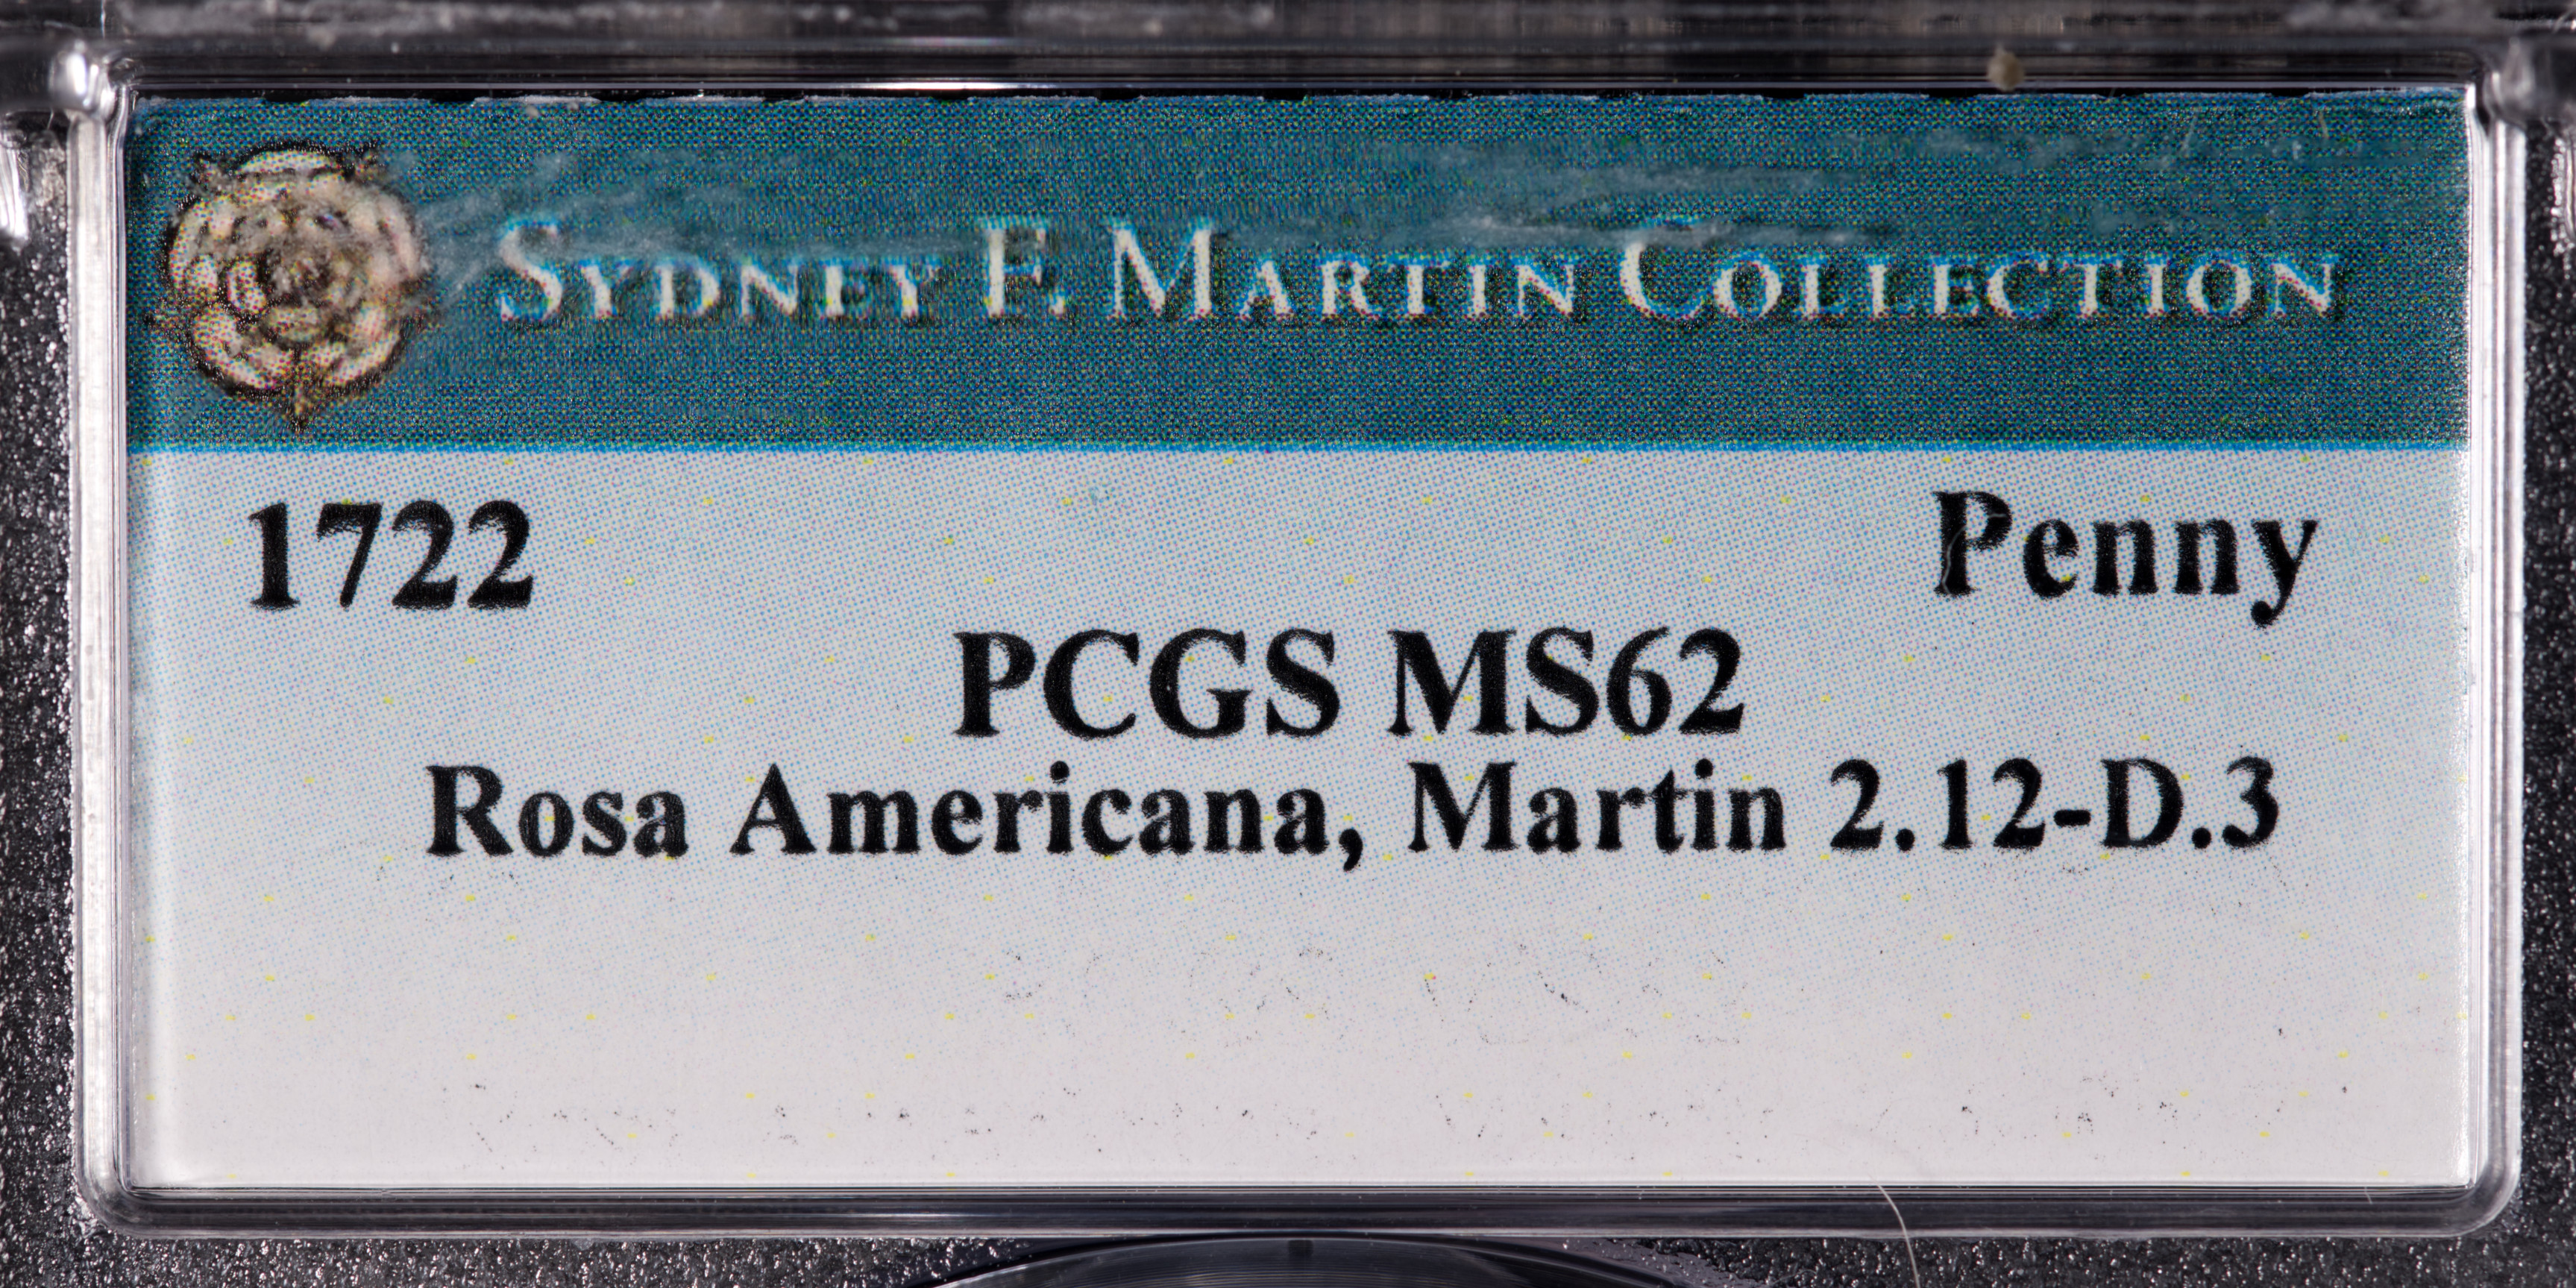 SYDNEY F. MARTIN COLLECTION
1722 Penny
PCGS MS62
Rosa Americana, Martin 2.12-D.3